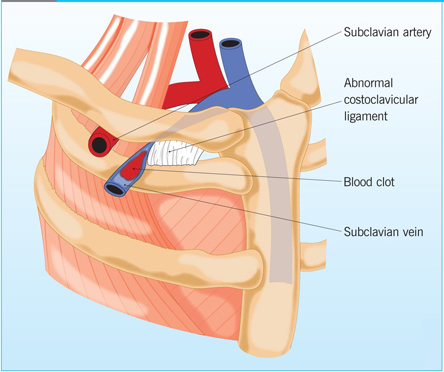 Subclavian artery
Abnormal
costoclavicular
ligament
Blood clot
Subclavian vein